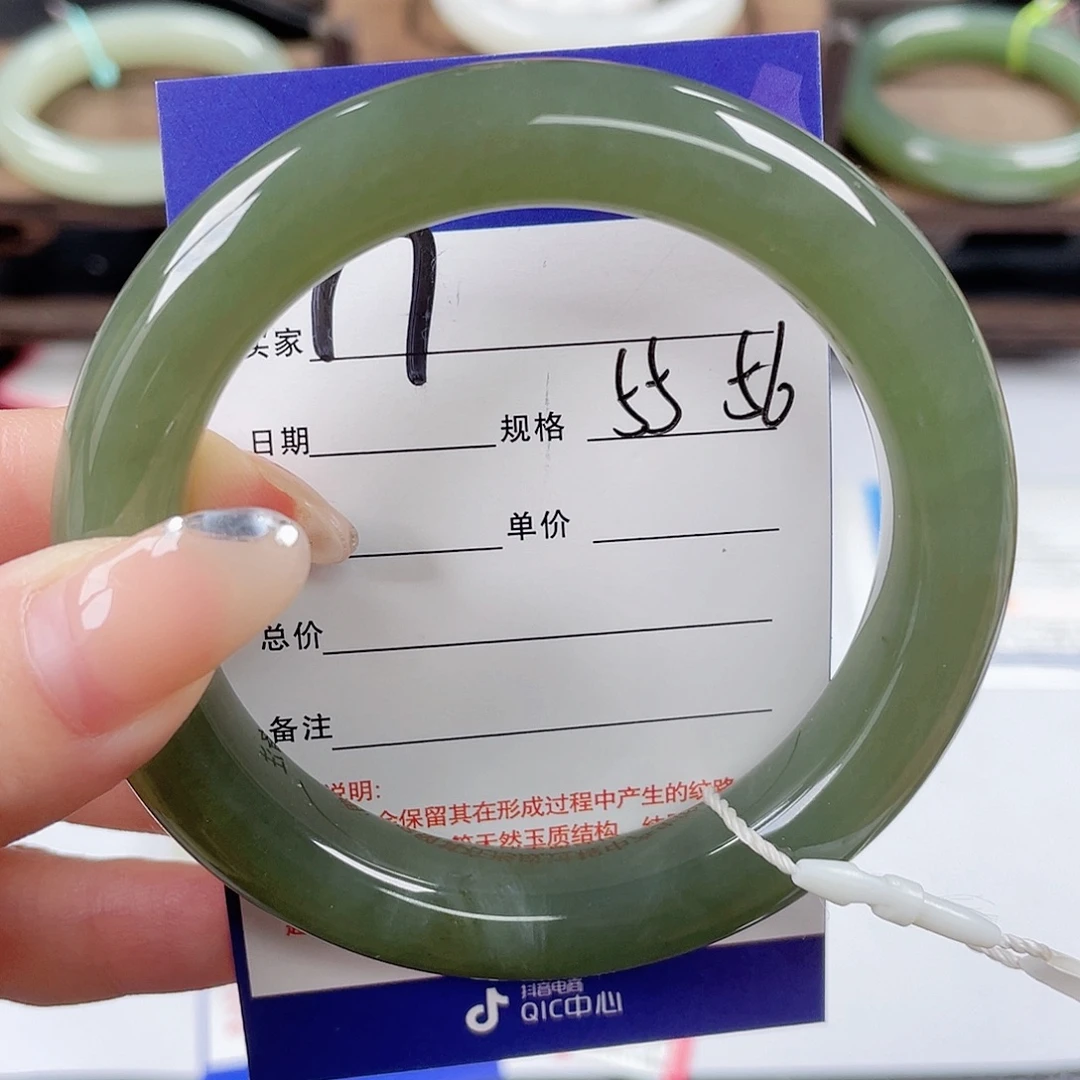 买家
日期 规格 55 56
单价
总价
备注
说明:
会保留其在形成过程中产生的纹路
等天然玉质结构
抖音电商
QIC中心